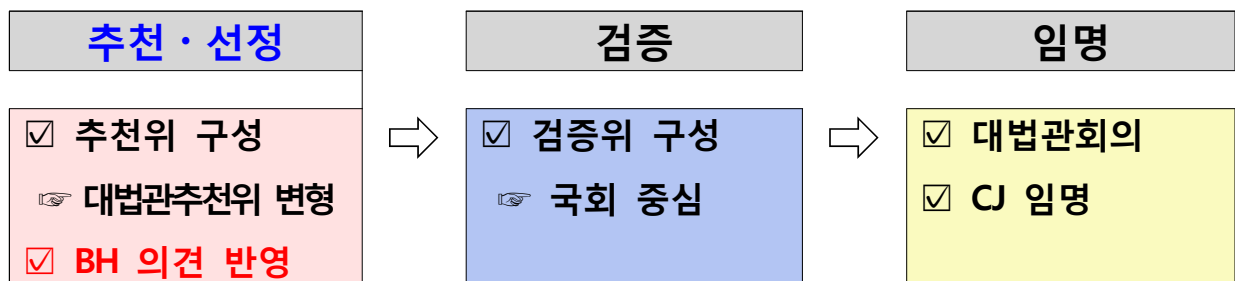 추천 · 선정
☑ 추천위 구성
☞ 대법관추천위 변형
☑ BH 의견 반영
검증
☑ 검증위 구성
☞ 국회 중심
임명
☑ 대법관회의
☑ CJ 임명